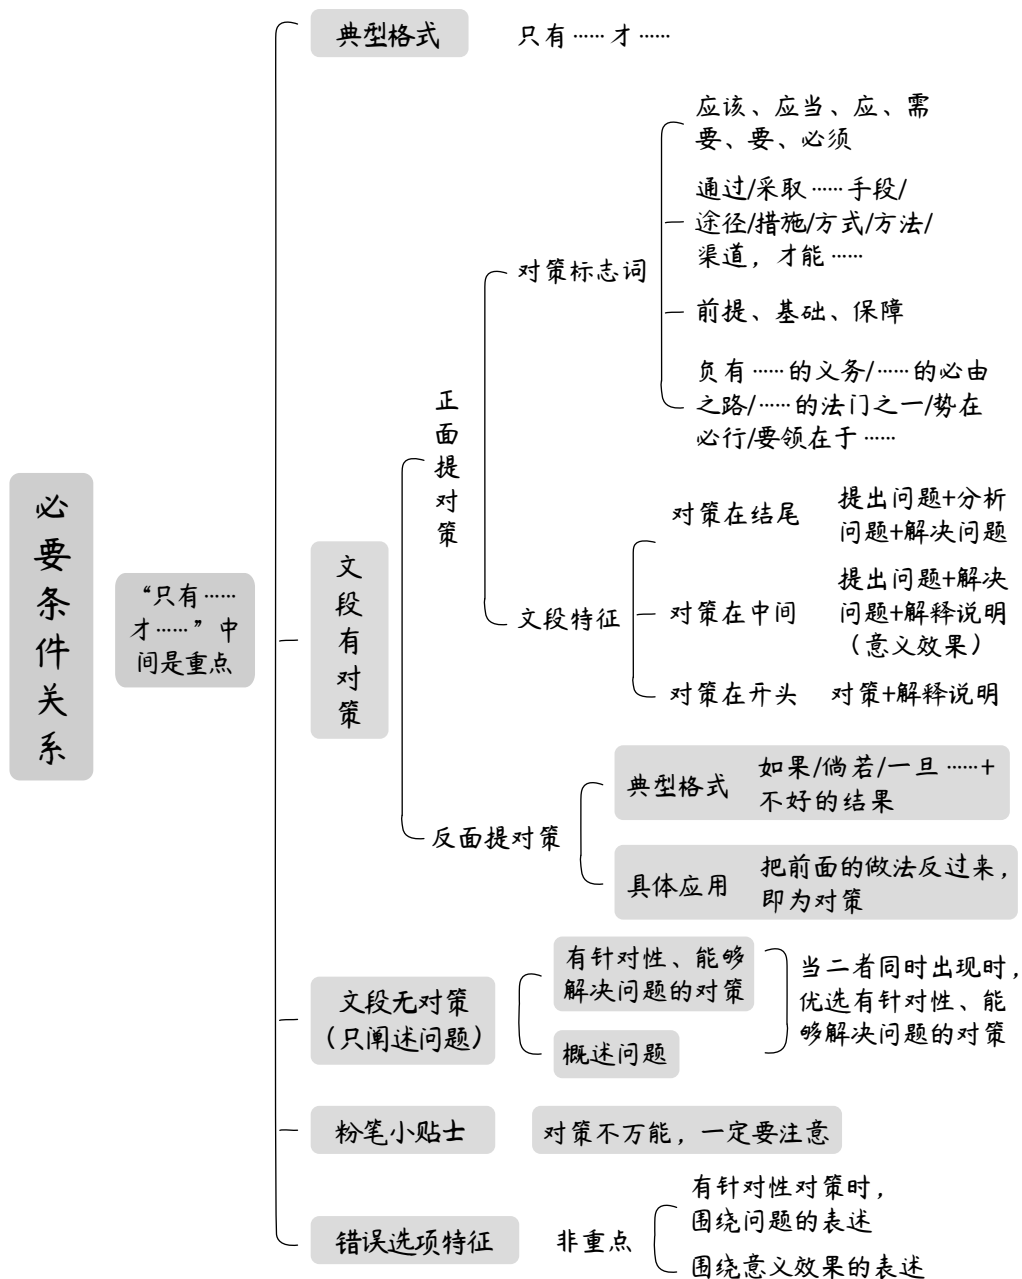 必要条件关系
“只有……
才……”中
间是重点
典型格式
只有……才……
文段有对策
正面提对策
对策标志词
应该、应当、应、需
要、要、必须
通过/采取……手段/
途径/措施/方式/方法/
渠道，才能……
前提、基础、保障
负有……的义务/……的必由
之路/……的法门之一/势在
必行/要领在于……
文段特征
对策在结尾
提出问题+分析
问题+解决问题
对策在中间
提出问题+解决
问题+解释说明
（意义效果）
对策在开头
对策+解释说明
反面提对策
典型格式
如果/倘若/一旦……+
不好的结果
具体应用
把前面的做法反过来，
即为对策
文段无对策
（只阐述问题）
有针对性、能够
解决问题的对策
概述问题
当二者同时出现时，
优选有针对性、能
够解决问题的对策
粉笔小贴士
对策不万能，一定要注意
错误选项特征
非重点
有针对性对策时，
围绕问题的表述
围绕意义效果的表述